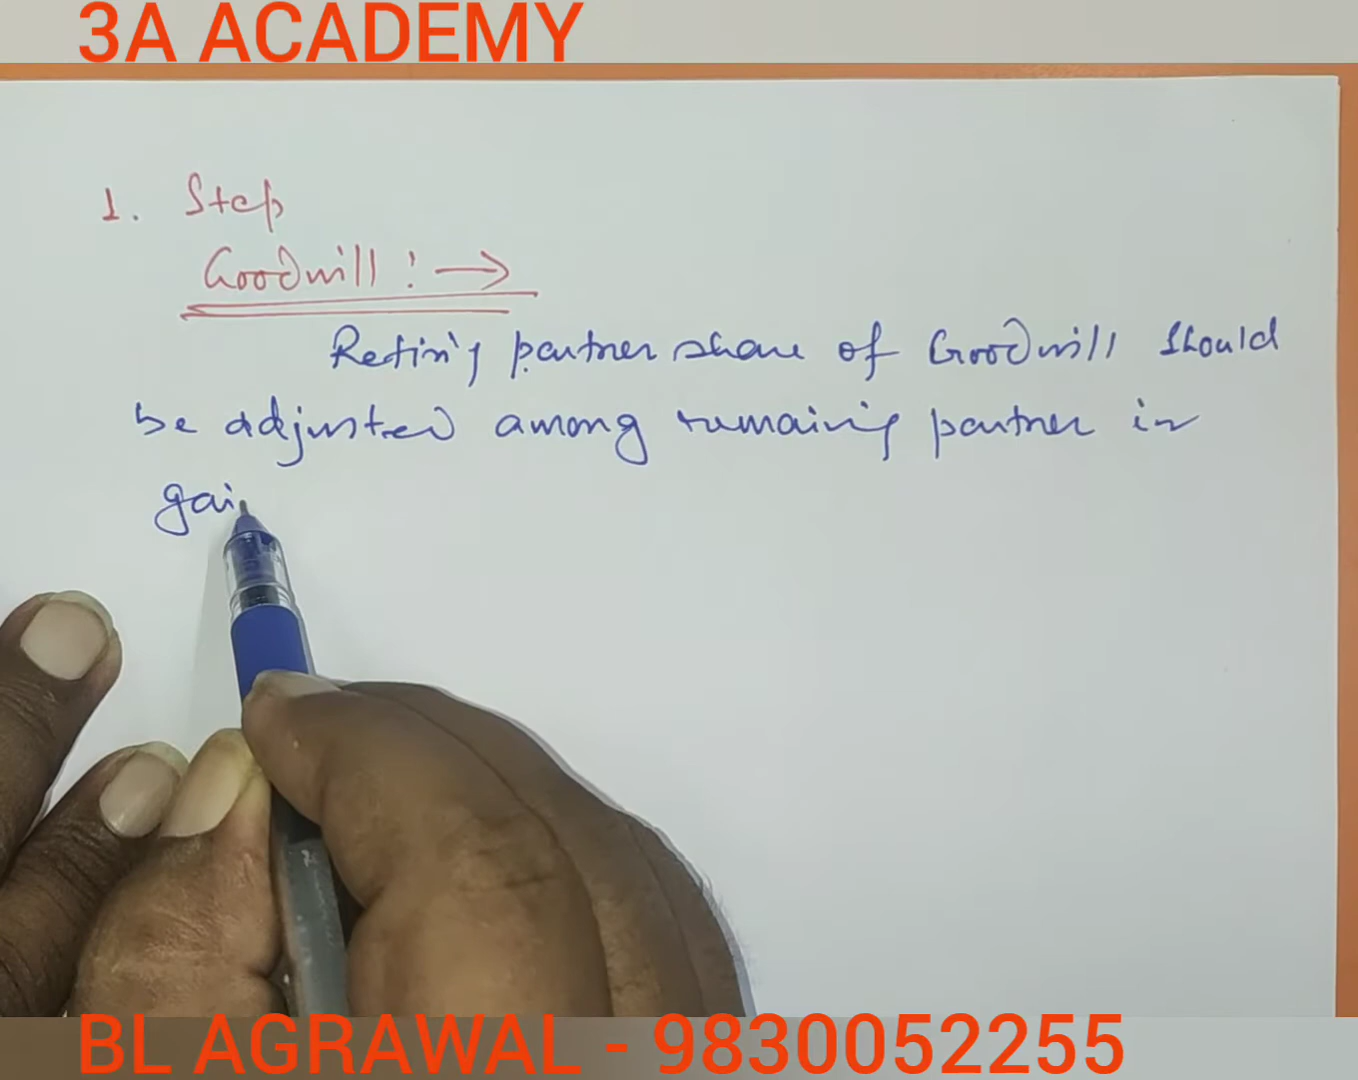 3A ACADEMY
1. Step
Goodwill : →
Retiring partner share of Goodwill should
be adjusted among remaining partner in
gai
BL AGRAWAL - 9830052255